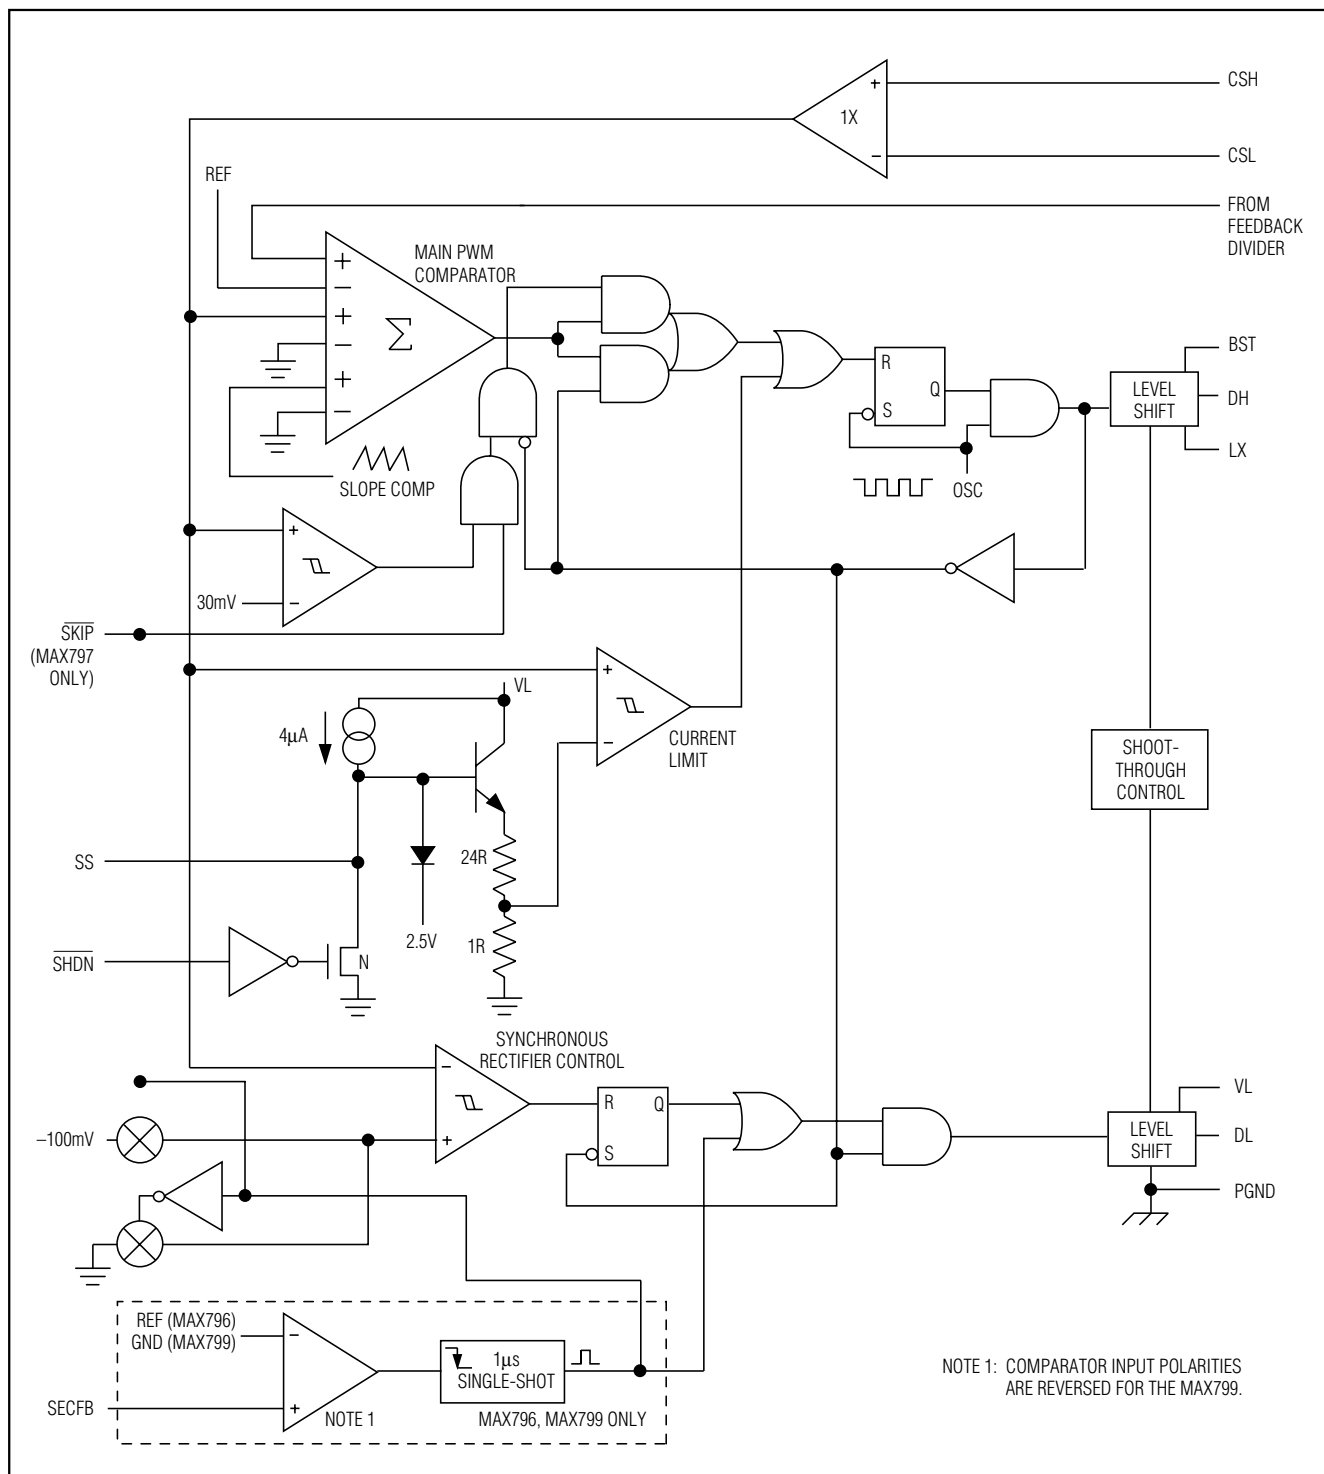 CSH
+
1X
−
CSL
REF
FROM
FEEDBACK
DIVIDER
MAIN PWM
COMPARATOR
+
−
+
Σ
−
+
−
BST
R
Q
S
LEVEL
SHIFT
DH
LX
SLOPE COMP
OSC
+
30mV
−
SKIP
(MAX797
ONLY)
+
VL
4µA
−
CURRENT
LIMIT
SHOOT-
THROUGH
CONTROL
SS
24R
2.5V
1R
SHDN
N
SYNCHRONOUS
RECTIFIER CONTROL
−
R
Q
VL
–100mV
+
S
LEVEL
SHIFT
DL
PGND
REF (MAX796)
GND (MAX799)
−
1µs
SINGLE-SHOT
NOTE 1: COMPARATOR INPUT POLARITIES
ARE REVERSED FOR THE MAX799.
SECFB
+
NOTE 1
MAX796, MAX799 ONLY